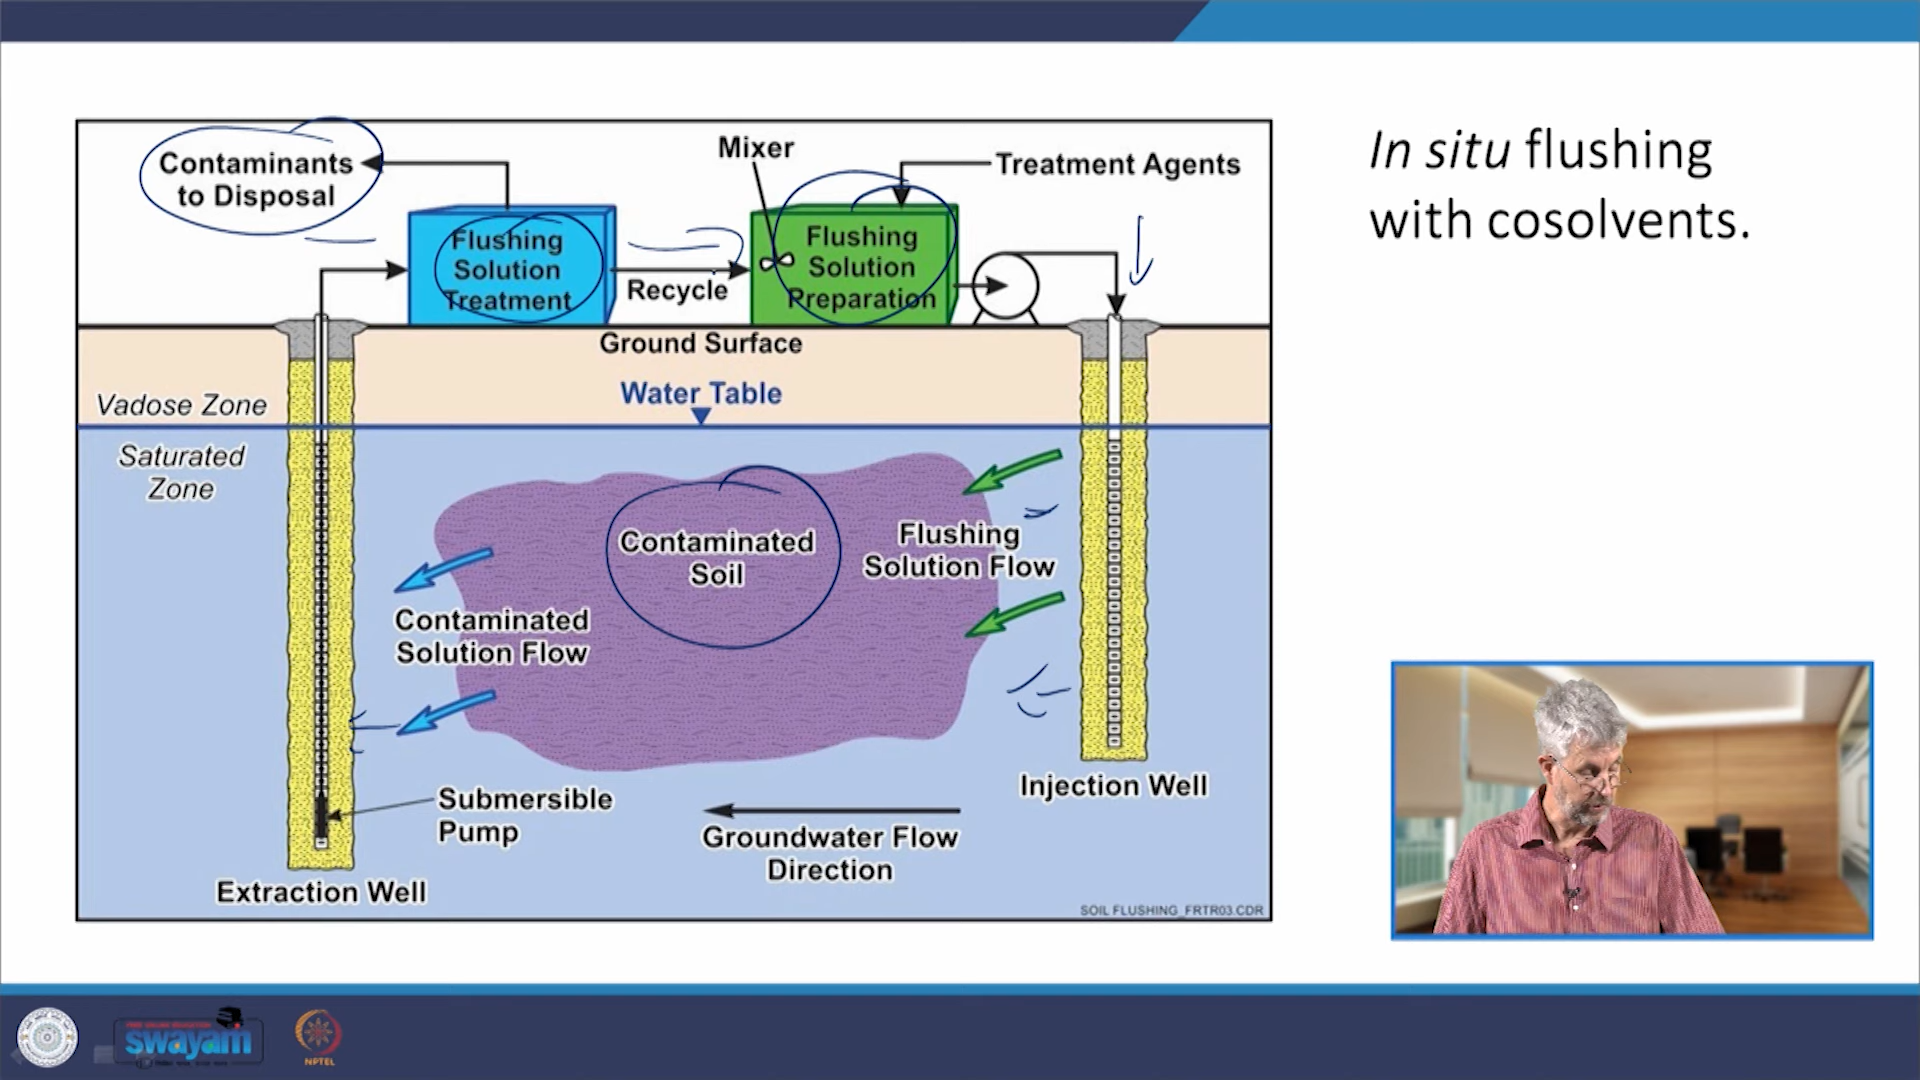 In situ flushing
with cosolvents.
Contaminants
to Disposal
Mixer
Treatment Agents
Flushing
Solution
Treatment
Recycle
Flushing
Solution
Preparation
Ground Surface
Water Table
Vadose Zone
Saturated
Zone
Contaminated
Soil
Flushing
Solution Flow
Contaminated
Solution Flow
Submersible
Pump
Injection Well
Groundwater Flow
Direction
Extraction Well
SOIL FLUSHING_FRTR03.CDR
swayam
NPTEL